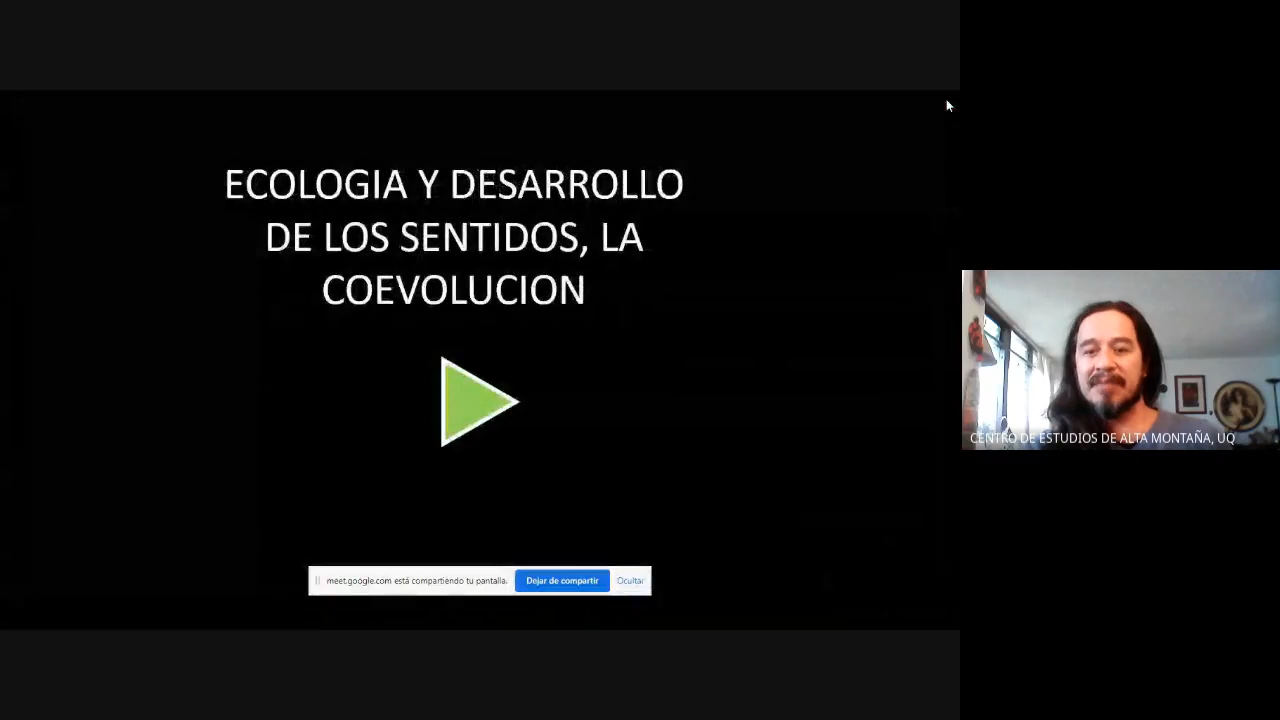 ECOLOGIA Y DESARROLLO
DE LOS SENTIDOS, LA
COEVOLUCION
CENTRO DE ESTUDIOS DE ALTA MONTAÑA, UQ
meet.google.com está compartiendo tu pantalla.
Dejar de compartir
Ocultar